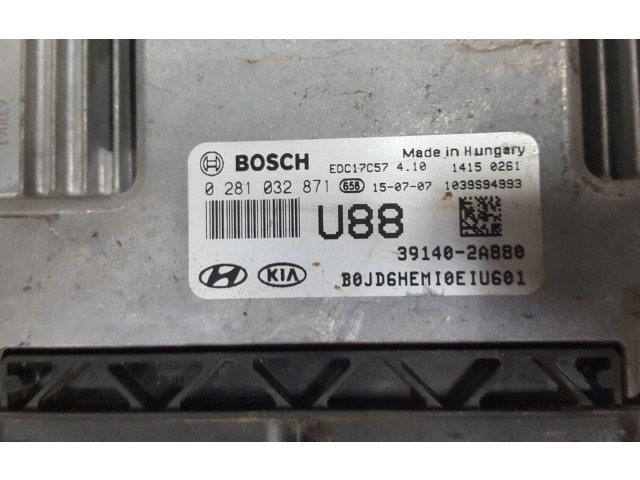 Made in Hungary
BOSCH EDC17C57 4.10 1415 0261
0 281 032 871 65B 15-07-07 1039S94993
U88
39140-2A880
KIA B0JD6HEMI0EIU601